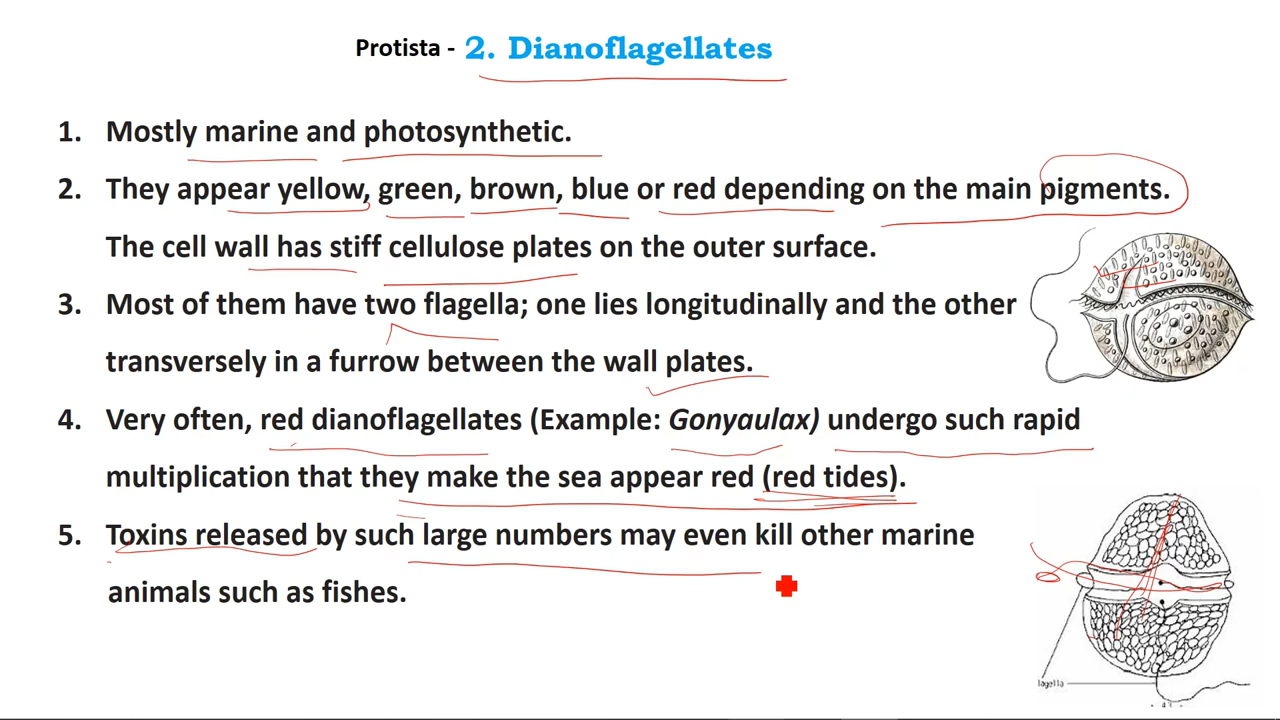 Protista - 2. Dianoflagellates
1. Mostly marine and photosynthetic.
2. They appear yellow, green, brown, blue or red depending on the main pigments.
The cell wall has stiff cellulose plates on the outer surface.
3. Most of them have two flagella; one lies longitudinally and the other
transversely in a furrow between the wall plates.
4. Very often, red dianoflagellates (Example: Gonyaulax) undergo such rapid
multiplication that they make the sea appear red (red tides).
5. Toxins released by such large numbers may even kill other marine
animals such as fishes.
lagella